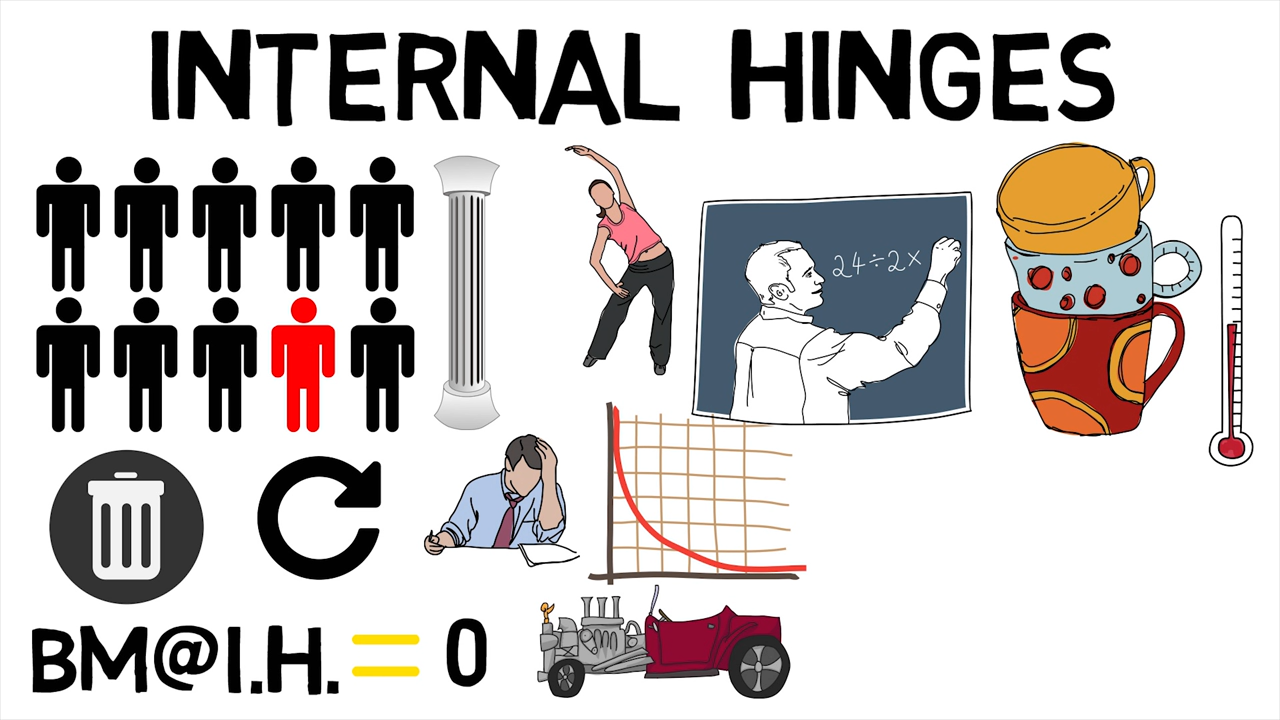 INTERNAL HINGES
24÷2×
BM@I.H. = 0